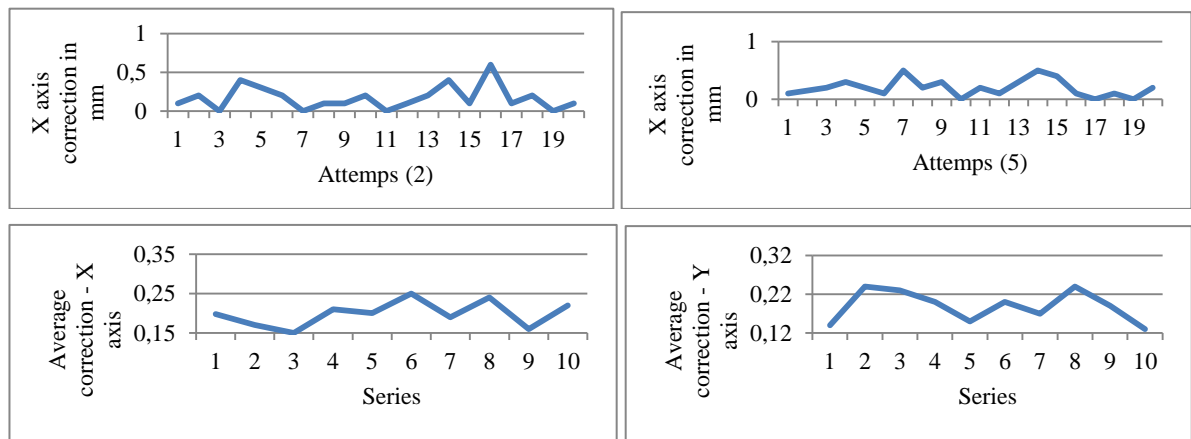 X axis
correction in
mm
1
0,5
0
1 3 5 7 9 11 13 15 17 19
Attemps (2)
X axis
correction in
mm
1
0
1 3 5 7 9 11 13 15 17 19
Attemps (5)
Average
correction - X
axis
0,35
0,25
0,15
1 2 3 4 5 6 7 8 9 10
Series
Average
correction - Y
axis
0,32
0,22
0,12
1 2 3 4 5 6 7 8 9 10
Series